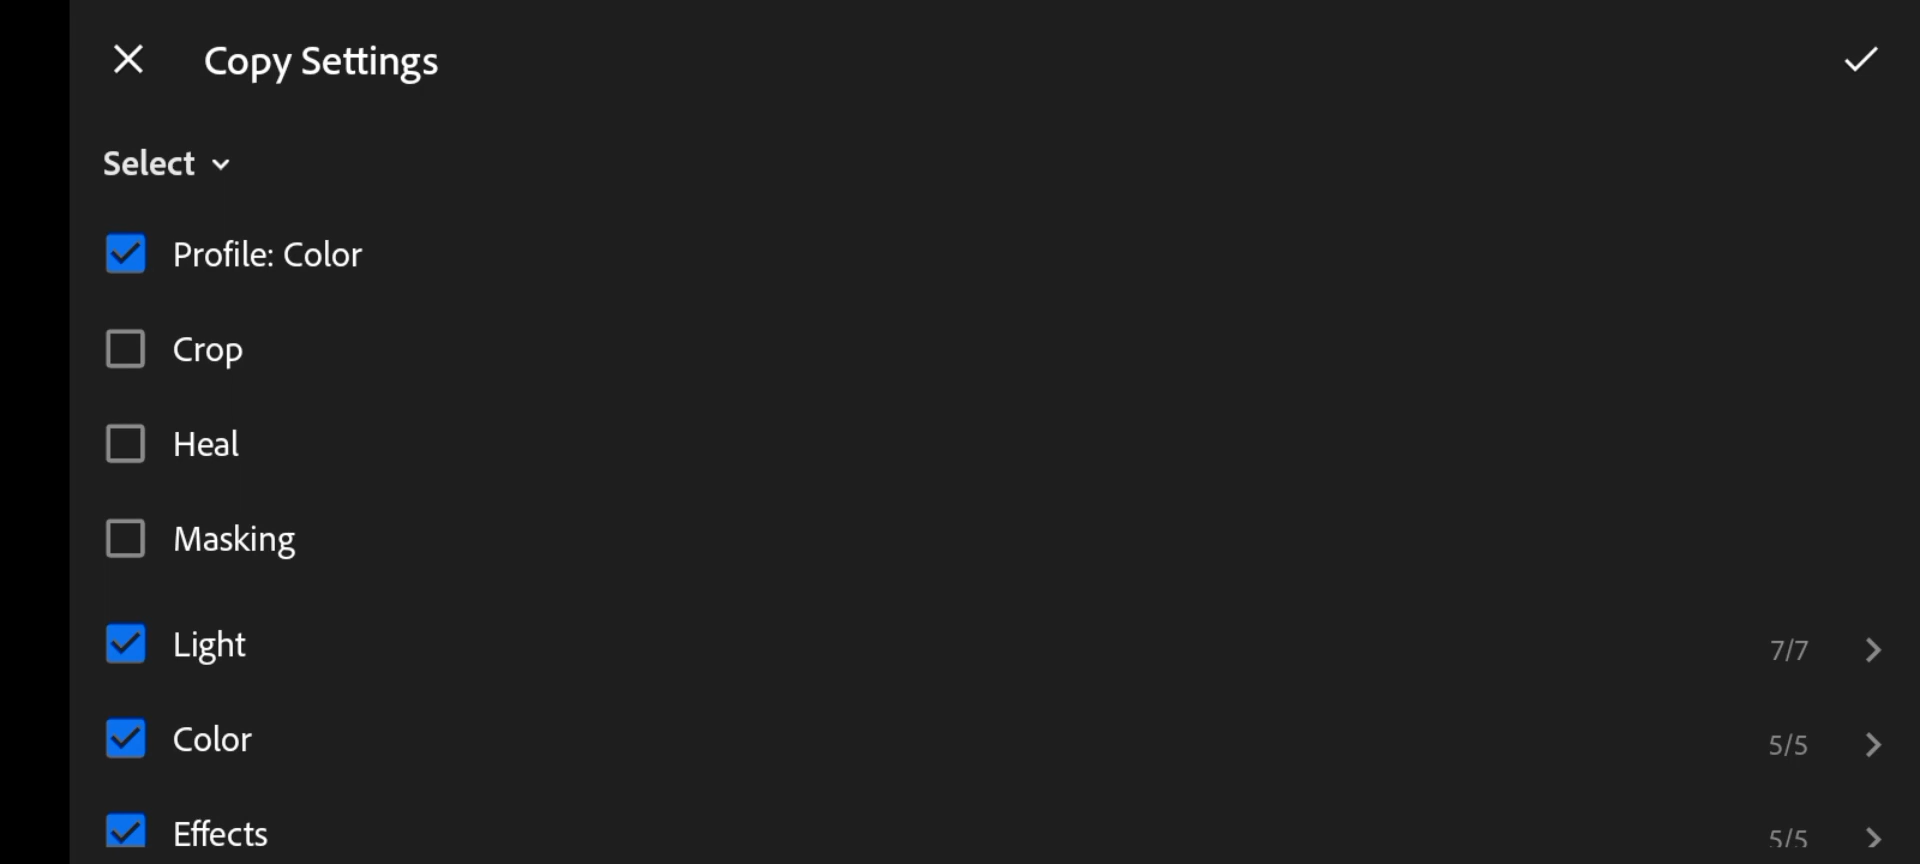 Copy Settings
Select
Profile: Color
Crop
Heal
Masking
Light 7/7
Color 5/5
Effects 5/5